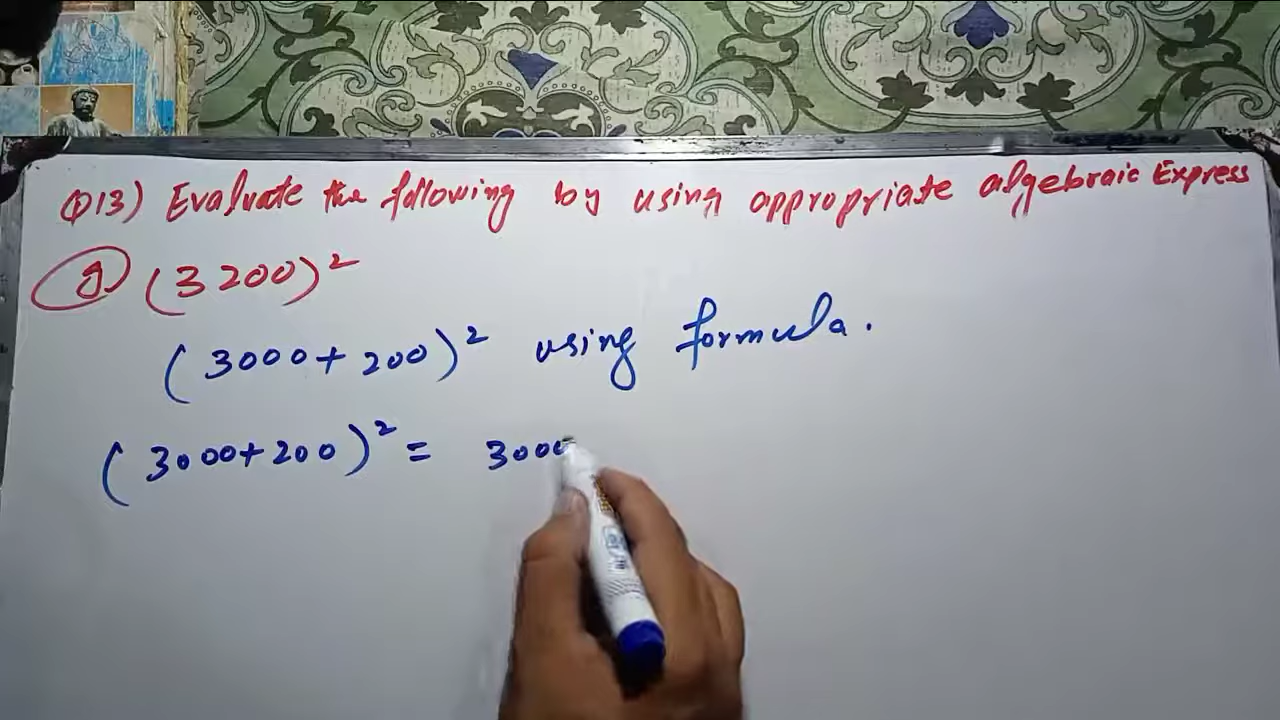 Q13) Evaluate the following by using appropriate algebraic Express
g) (3200)²
(3000+200)² using formula.
(3000+200)² = 3000